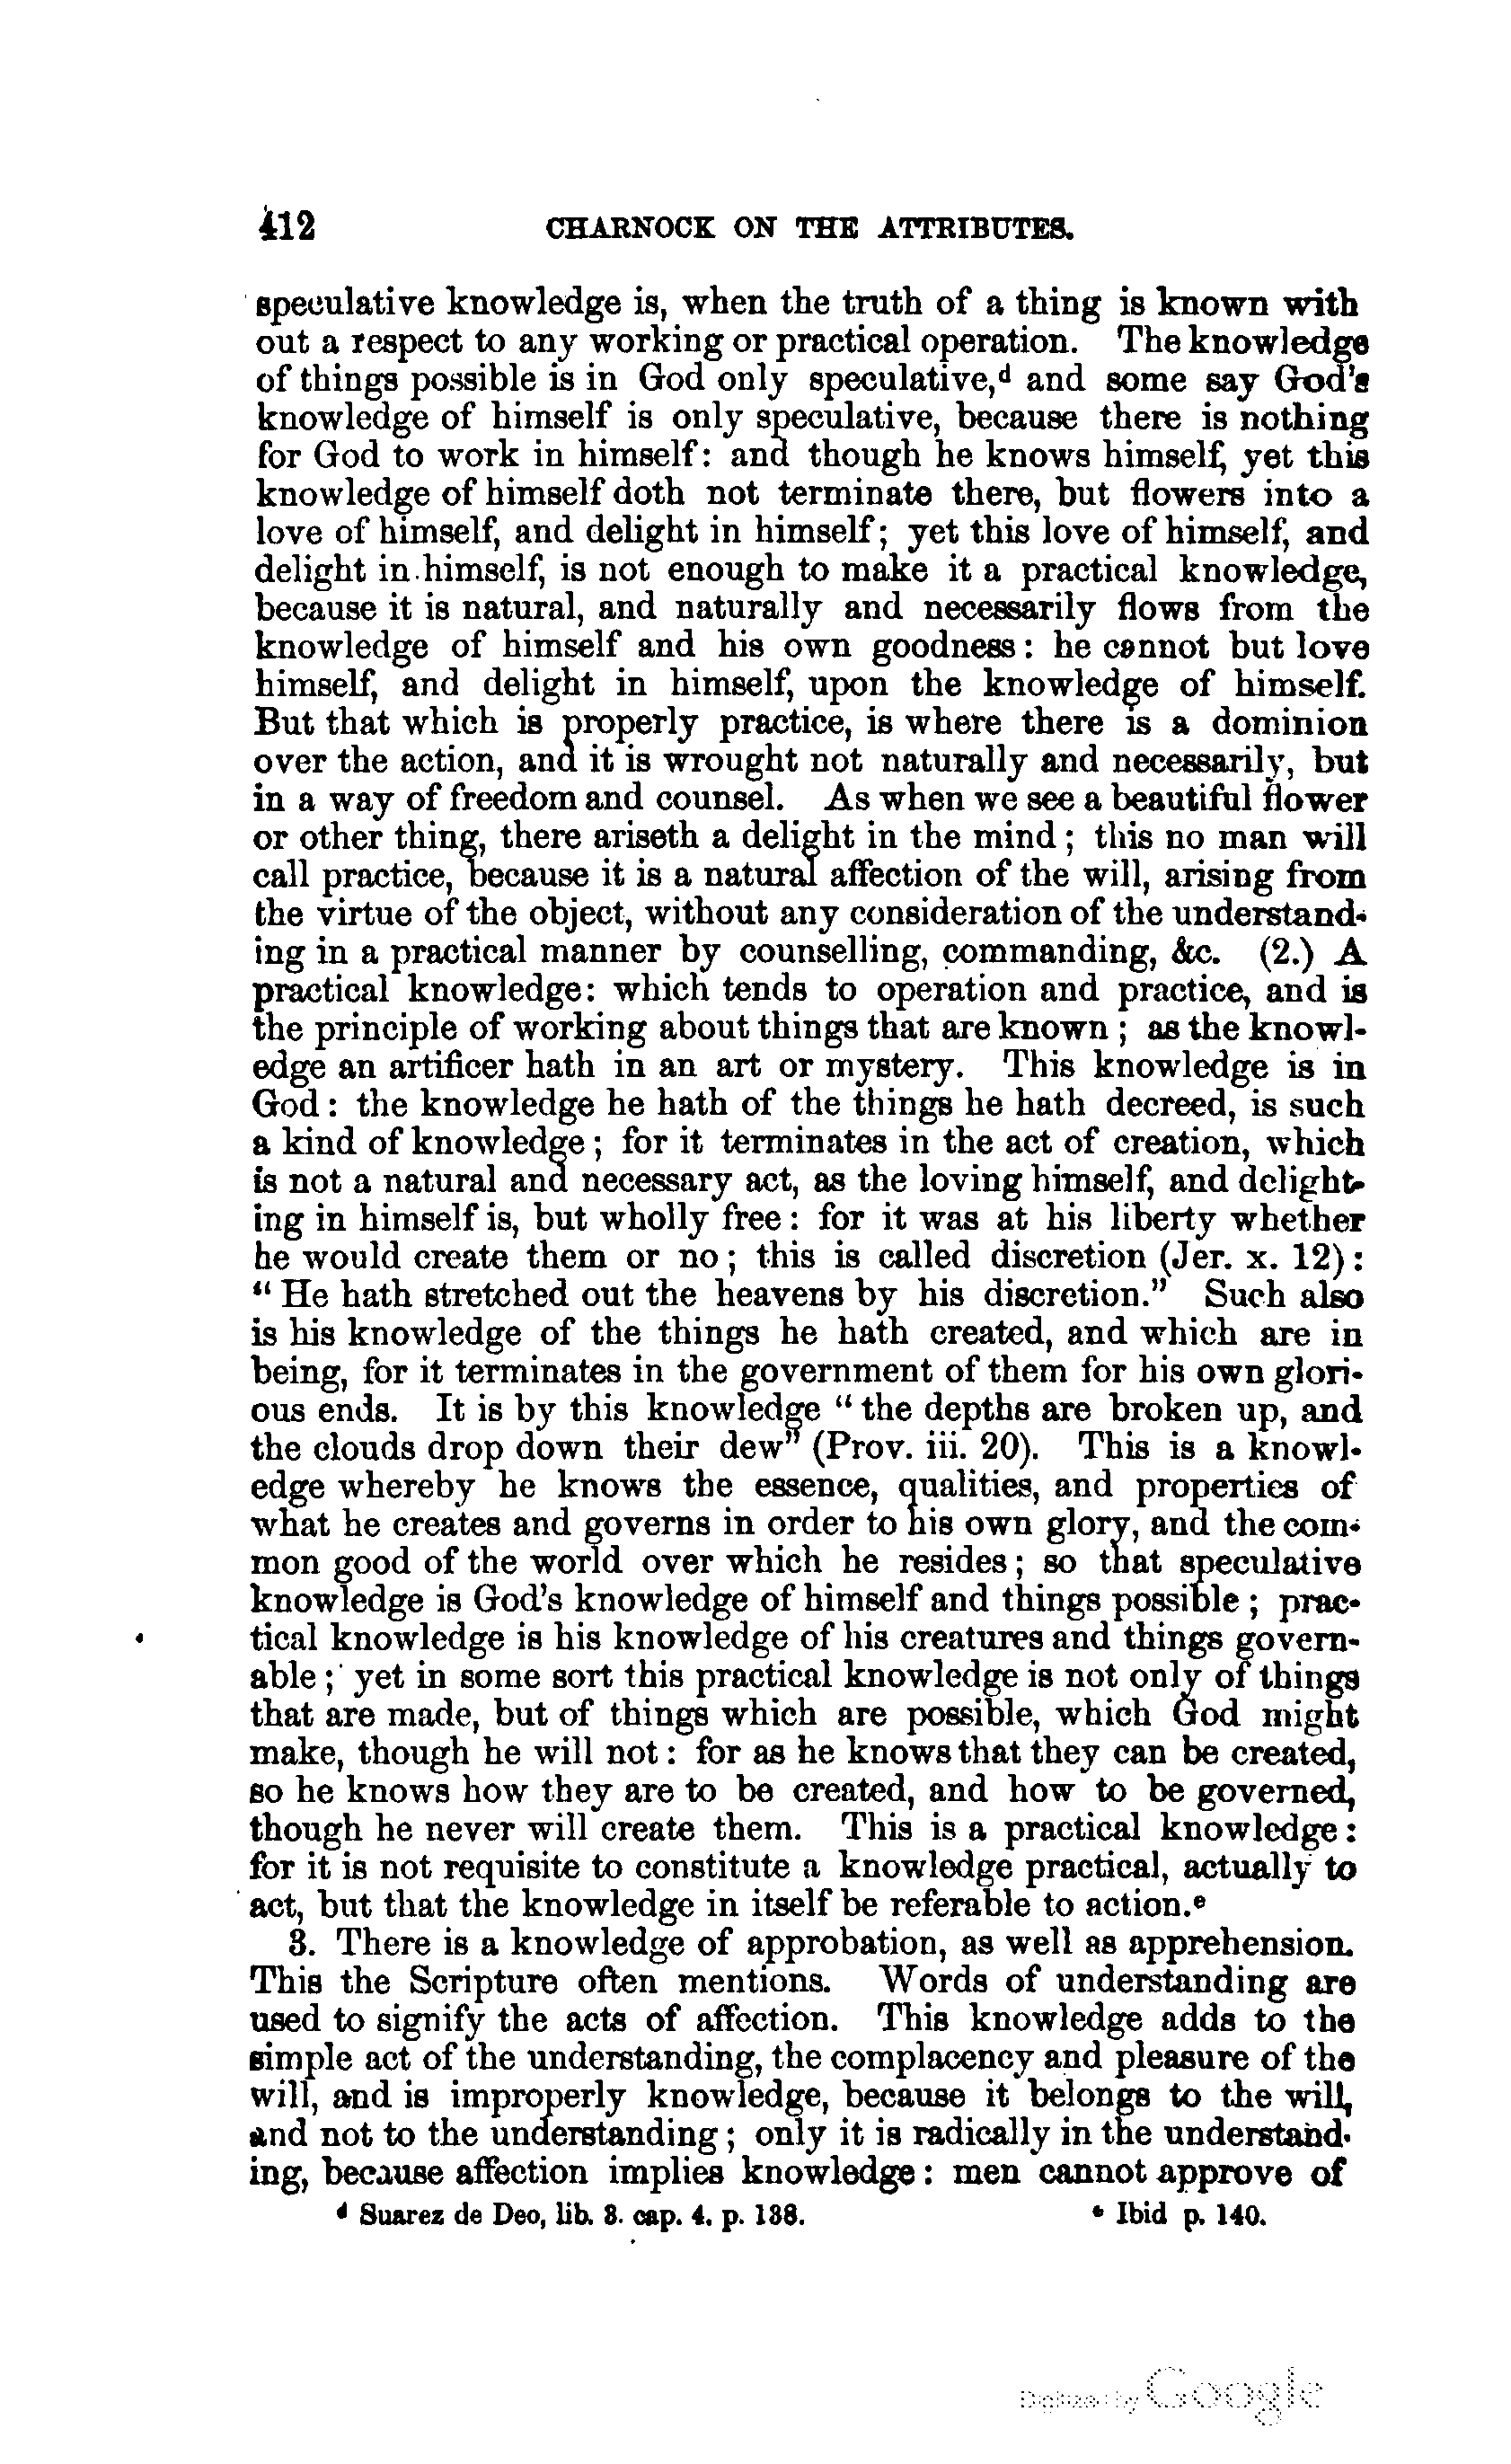 412 CHARNOCK ON THE ATTRIBUTES.
speculative knowledge is, when the truth of a thing is known with
out a respect to any working or practical operation. The knowledge
of things possible is in God only speculative,ᵈ and some say God's
knowledge of himself is only speculative, because there is nothing
for God to work in himself: and though he knows himself, yet this
knowledge of himself doth not terminate there, but flowers into a
love of himself, and delight in himself; yet this love of himself, and
delight in himself, is not enough to make it a practical knowledge,
because it is natural, and naturally and necessarily flows from the
knowledge of himself and his own goodness: he cannot but love
himself, and delight in himself, upon the knowledge of himself.
But that which is properly practice, is where there is a dominion
over the action, and it is wrought not naturally and necessarily, but
in a way of freedom and counsel. As when we see a beautiful flower
or other thing, there ariseth a delight in the mind; this no man will
call practice, because it is a natural affection of the will, arising from
the virtue of the object, without any consideration of the understand-
ing in a practical manner by counselling, commanding, &c. (2.) A
practical knowledge: which tends to operation and practice, and is
the principle of working about things that are known; as the knowl-
edge an artificer hath in an art or mystery. This knowledge is in
God: the knowledge he hath of the things he hath decreed, is such
a kind of knowledge; for it terminates in the act of creation, which
is not a natural and necessary act, as the loving himself, and delight-
ing in himself is, but wholly free: for it was at his liberty whether
he would create them or no; this is called discretion (Jer. x. 12):
"He hath stretched out the heavens by his discretion." Such also
is his knowledge of the things he hath created, and which are in
being, for it terminates in the government of them for his own glori-
ous ends. It is by this knowledge "the depths are broken up, and
the clouds drop down their dew" (Prov. iii. 20). This is a knowl-
edge whereby he knows the essence, qualities, and properties of
what he creates and governs in order to his own glory, and the com-
mon good of the world over which he resides; so that speculative
knowledge is God's knowledge of himself and things possible; prac-
tical knowledge is his knowledge of his creatures and things govern-
able; yet in some sort this practical knowledge is not only of things
that are made, but of things which are possible, which God might
make, though he will not: for as he knows that they can be created,
so he knows how they are to be created, and how to be governed,
though he never will create them. This is a practical knowledge:
for it is not requisite to constitute a knowledge practical, actually to
act, but that the knowledge in itself be referable to action.ᵉ
3. There is a knowledge of approbation, as well as apprehension.
This the Scripture often mentions. Words of understanding are
used to signify the acts of affection. This knowledge adds to the
simple act of the understanding, the complacency and pleasure of the
will, and is improperly knowledge, because it belongs to the will,
and not to the understanding; only it is radically in the understand-
ing, because affection implies knowledge: men cannot approve of
ᵈ Suarez de Deo, lib. 3. cap. 4. p. 138. ᵉ Ibid p. 140.
Digitized by Google